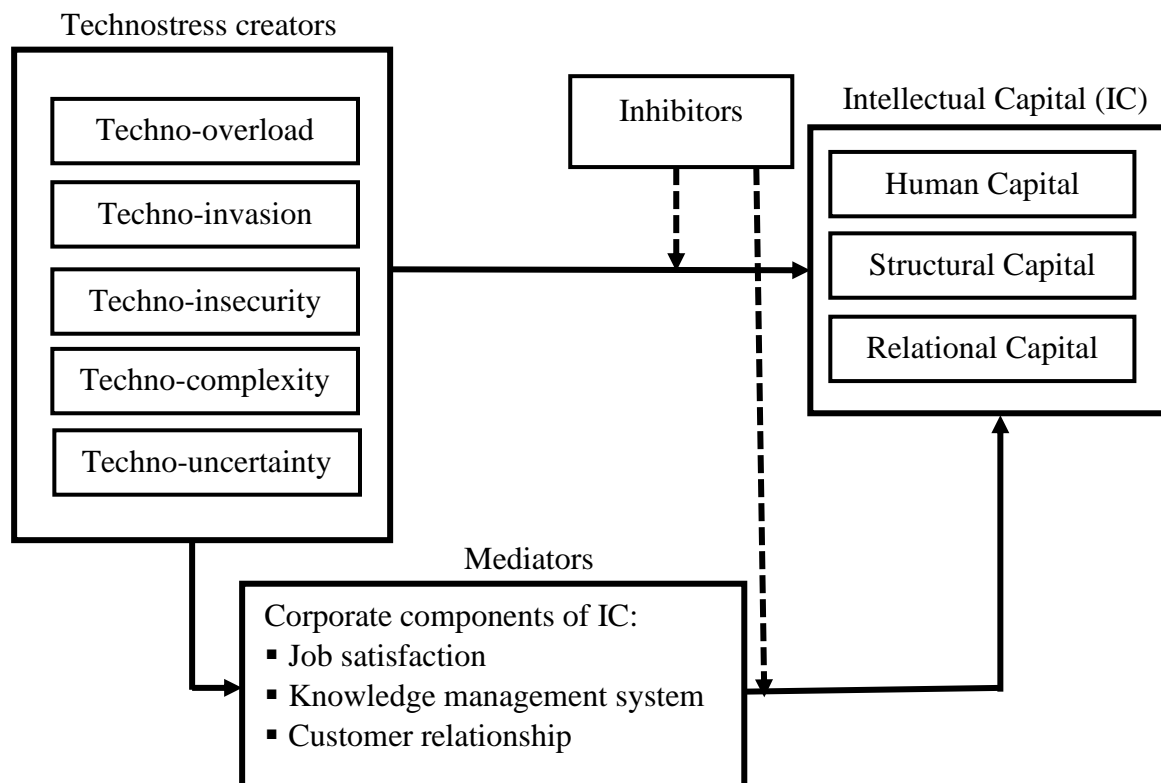 Technostress creators
Techno-overload
Techno-invasion
Techno-insecurity
Techno-complexity
Techno-uncertainty
Inhibitors
Intellectual Capital (IC)
Human Capital
Structural Capital
Relational Capital
Mediators
Corporate components of IC:
▪ Job satisfaction
▪ Knowledge management system
▪ Customer relationship